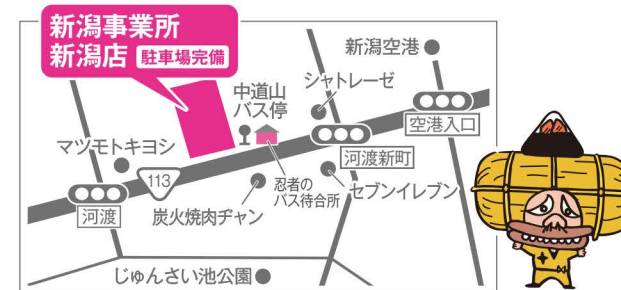 新潟事業所
新潟店 駐車場完備
新潟空港
シャトレーゼ
中道山
バス停
空港入口
マツモトキヨシ
河渡新町
113
忍者の
バス待合所
セブンイレブン
河渡
炭火焼肉ヂャン
じゅんさい池公園